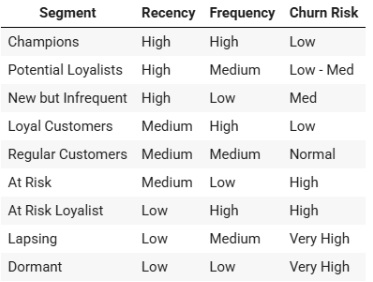 Segment Recency Frequency Churn Risk
Champions High High Low
Potential Loyalists High Medium Low - Med
New but Infrequent High Low Med
Loyal Customers Medium High Low
Regular Customers Medium Medium Normal
At Risk Medium Low High
At Risk Loyalist Low High High
Lapsing Low Medium Very High
Dormant Low Low Very High